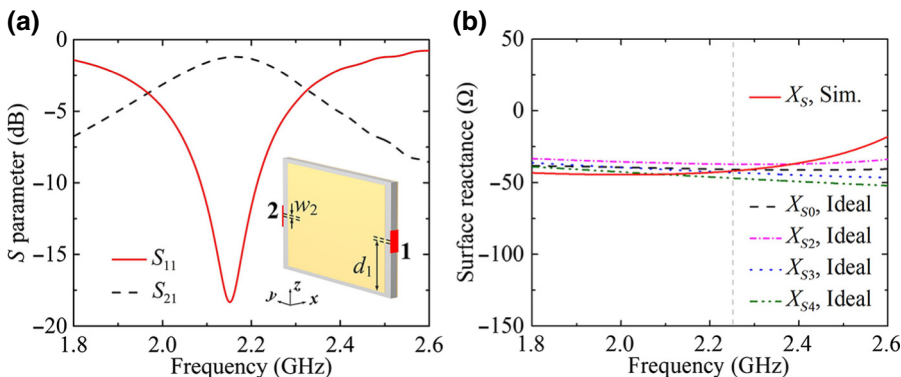 (a)
0
-5
-10
-15
-20
S parameter (dB)
1.8
2.0
2.2
2.4
2.6
Frequency (GHz)
S11
S21
2
w2
1
d1
z
y
x
(b)
50
0
-50
-100
-150
Surface reactance (Ω)
1.8
2.0
2.2
2.4
2.6
Frequency (GHz)
XS, Sim.
XS0, Ideal
XS2, Ideal
XS3, Ideal
XS4, Ideal